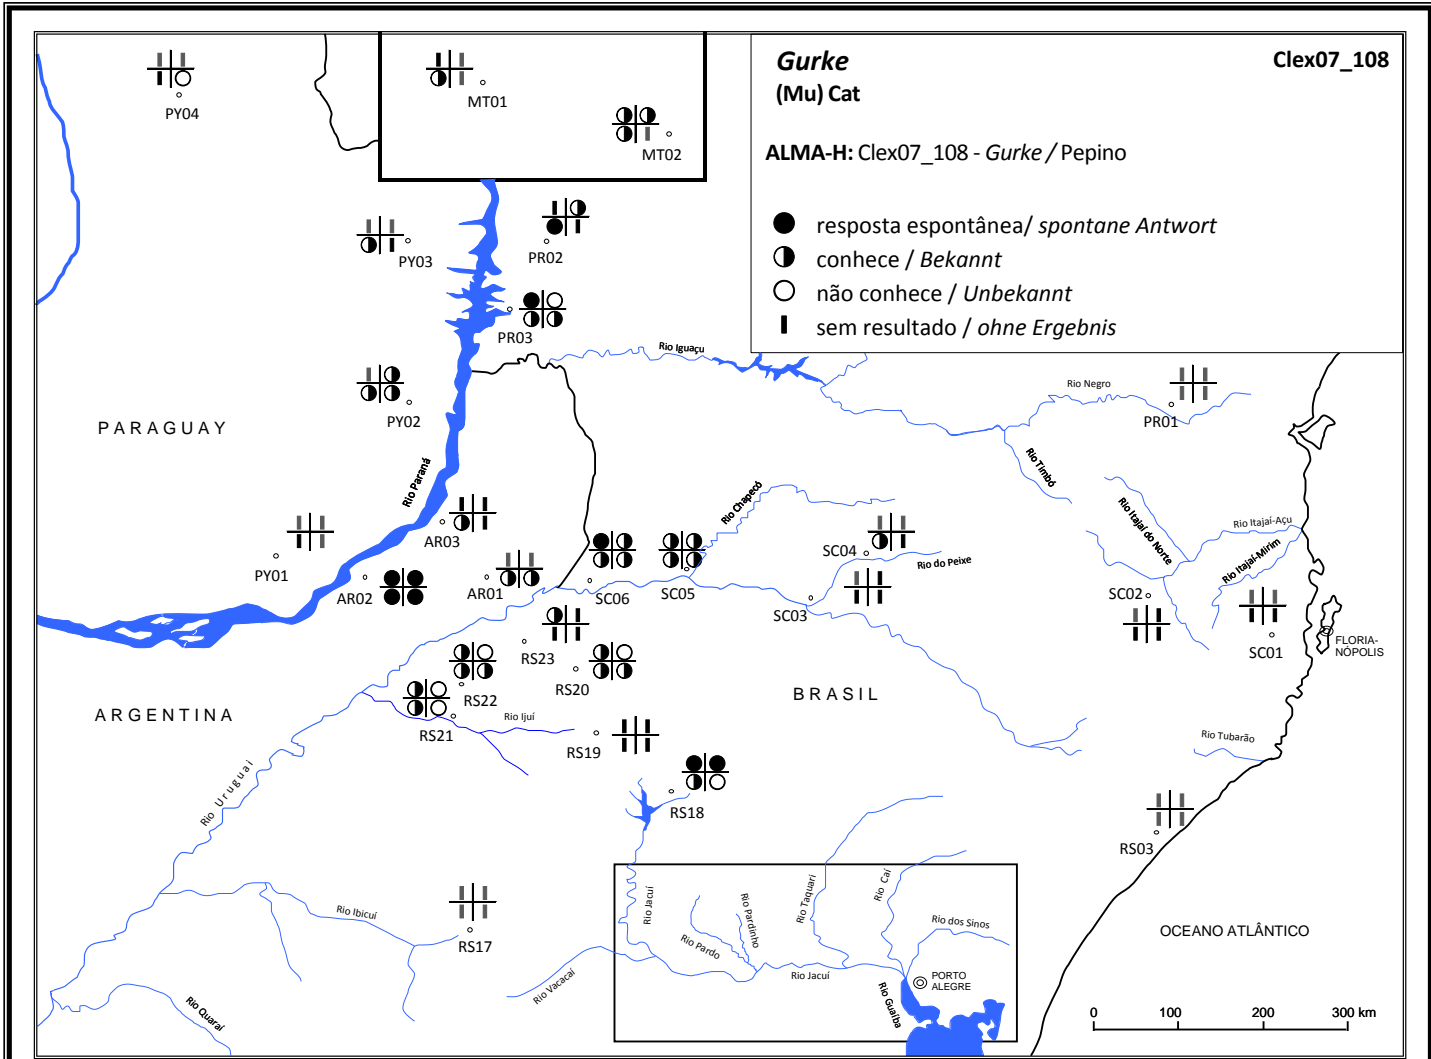 Gurke
Clex07_108
(Mu) Cat
ALMA-H: Clex07_108 - Gurke / Pepino
resposta espontânea/ spontane Antwort
conhece / Bekannt
não conhece / Unbekannt
sem resultado / ohne Ergebnis
PY04
MT01
MT02
PY03
PR02
PR03
Rio Iguaçu
Rio Negro
PR01
PY02
PARAGUAY
Rio Paraná
Rio Timbó
Rio Chapecó
Rio Itajaí do Norte
Rio Itajaí-Açu
Rio Itajaí-Mirim
AR03
SC04
Rio do Peixe
PY01
AR02
AR01
SC06
SC05
SC03
SC02
SC01
FLORIA-
NÓPOLIS
RS23
RS22
RS20
BRASIL
ARGENTINA
RS21
Rio Ijuí
RS19
Rio Tubarão
Rio Uruguai
RS18
RS03
Rio Ibicuí
RS17
Rio Jacuí
Rio Pardo
Rio Pardinho
Rio Taquari
Rio Caí
Rio dos Sinos
OCEANO ATLÂNTICO
Rio Vacacaí
Rio Jacuí
PORTO
ALEGRE
Rio Guaíba
Rio Quaraí
0 100 200 300 km